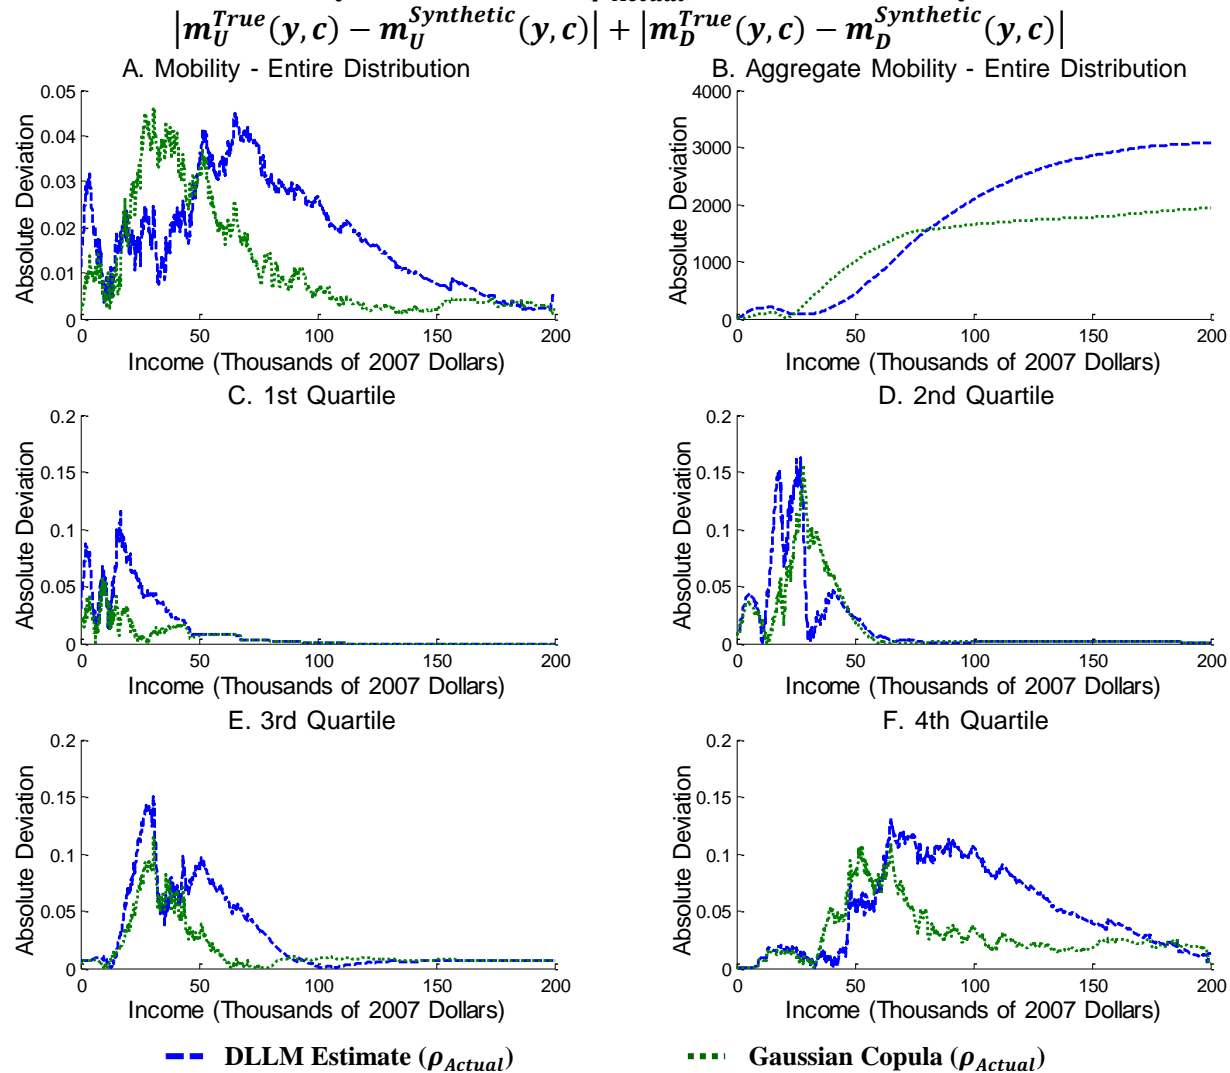 |m_U^True(y, c) − m_U^Synthetic(y, c)| + |m_D^True(y, c) − m_D^Synthetic(y, c)|
A. Mobility - Entire Distribution
0.05
0.04
0.03
0.02
0.01
0
Absolute Deviation
0 50 100 150 200
Income (Thousands of 2007 Dollars)
B. Aggregate Mobility - Entire Distribution
4000
3000
2000
1000
0
Absolute Deviation
0 50 100 150 200
Income (Thousands of 2007 Dollars)
C. 1st Quartile
0.2
0.15
0.1
0.05
0
Absolute Deviation
0 50 100 150 200
Income (Thousands of 2007 Dollars)
D. 2nd Quartile
0.2
0.15
0.1
0.05
0
Absolute Deviation
0 50 100 150 200
Income (Thousands of 2007 Dollars)
E. 3rd Quartile
0.2
0.15
0.1
0.05
0
Absolute Deviation
0 50 100 150 200
Income (Thousands of 2007 Dollars)
F. 4th Quartile
0.2
0.15
0.1
0.05
0
Absolute Deviation
0 50 100 150 200
Income (Thousands of 2007 Dollars)
DLLM Estimate (ρ_Actual)
Gaussian Copula (ρ_Actual)